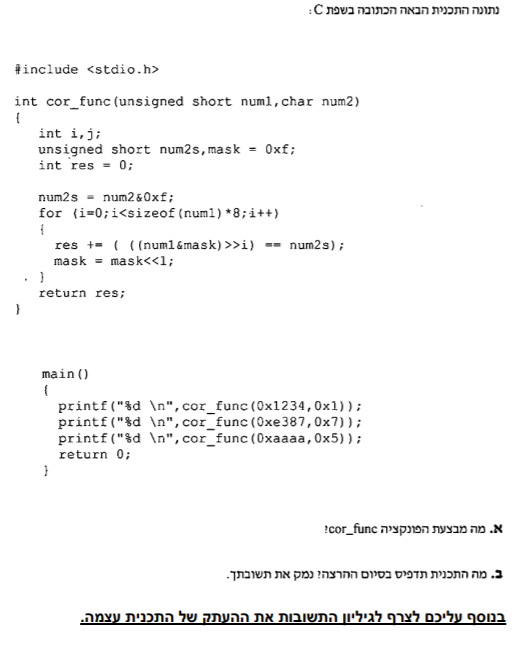 נתונה התכנית הבאה הכתובה בשפת C:
#include <stdio.h>
int cor_func(unsigned short num1,char num2)
{
int i,j;
unsigned short num2s,mask = 0xf;
int res = 0;
num2s = num2&0xf;
for (i=0;i<sizeof(num1)*8;i++)
{
res += ( ((num1&mask)>>i) == num2s);
mask = mask<<1;
}
return res;
}
main()
{
printf("%d \n",cor_func(0x1234,0x1));
printf("%d \n",cor_func(0xe387,0x7));
printf("%d \n",cor_func(0xaaaa,0x5));
return 0;
}
א. מה מבצעת הפונקציה cor_func?
ב. מה התכנית תדפיס בסיום ההרצה? נמק את תשובתך.
בנוסף עליכם לצרף לגיליון התשובות את ההעתק של התכנית עצמה.